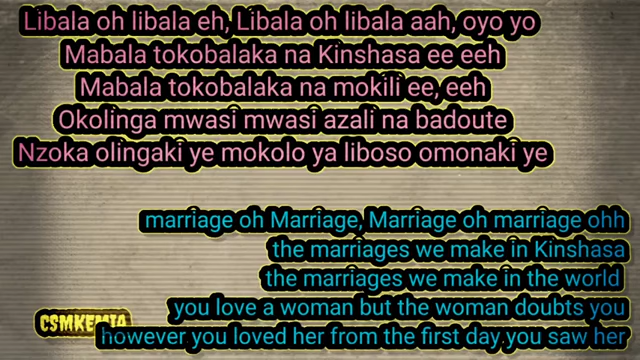 Libala oh libala eh, Libala oh libala aah, oyo yo
Mabala tokobalaka na Kinshasa ee eeh
Mabala tokobalaka na mokili ee, eeh
Okolinga mwasi mwasi azali na badoute
Nzoka olingaki ye mokolo ya liboso omonaki ye
marriage oh Marriage, Marriage oh marriage ohh
the marriages we make in Kinshasa
the marriages we make in the world
you love a woman but the woman doubts you
CSMKEMIA
however you loved her from the first day you saw her